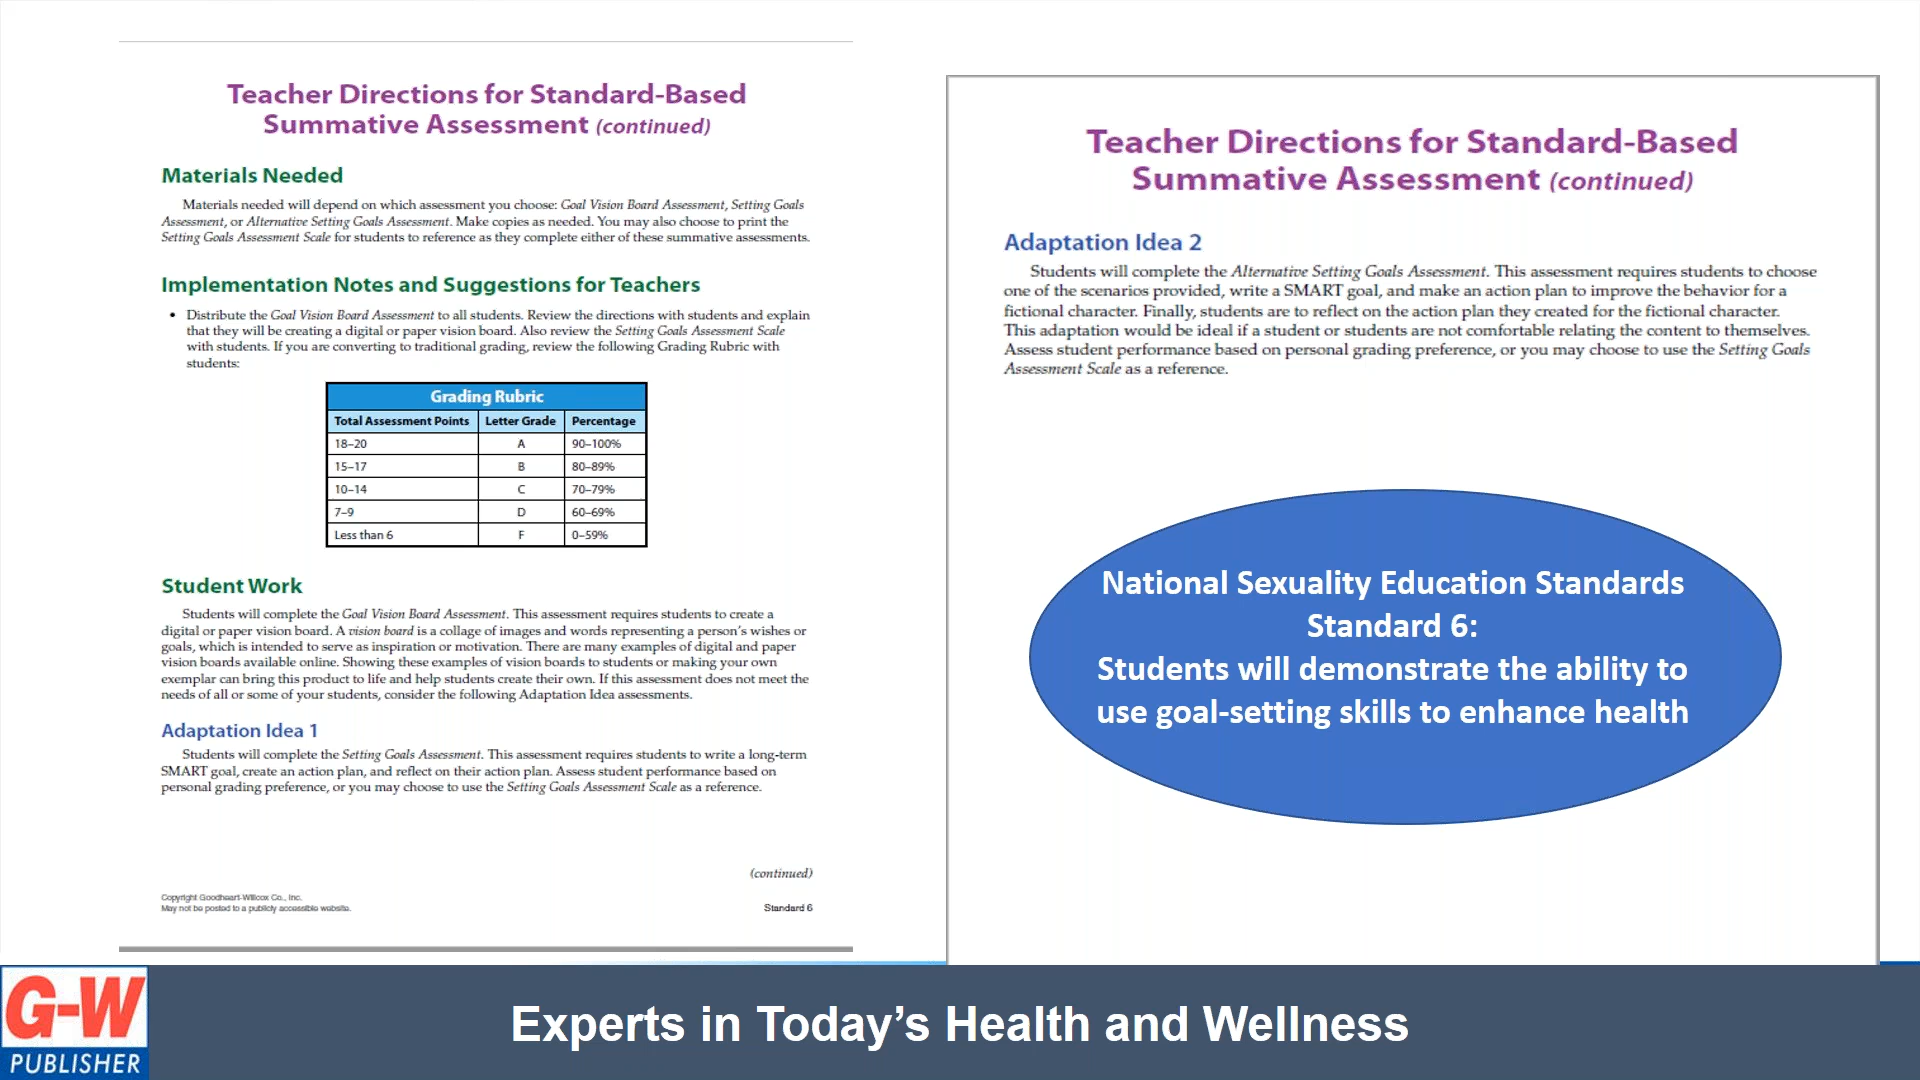 Teacher Directions for Standard-Based
Summative Assessment (continued)
Materials Needed
Materials needed will depend on which assessment you choose: Goal Vision Board Assessment, Setting Goals
Assessment, or Alternative Setting Goals Assessment. Make copies as needed. You may also choose to print the
Setting Goals Assessment Scale for students to reference as they complete either of these summative assessments.
Implementation Notes and Suggestions for Teachers
• Distribute the Goal Vision Board Assessment to all students. Review the directions with students and explain
that they will be creating a digital or paper vision board. Also review the Setting Goals Assessment Scale
with students. If you are converting to traditional grading, review the following Grading Rubric with
students:
Grading Rubric
Total Assessment Points Letter Grade Percentage
18–20 A 90–100%
15–17 B 80–89%
10–14 C 70–79%
7–9 D 60–69%
Less than 6 F 0–59%
Student Work
Students will complete the Goal Vision Board Assessment. This assessment requires students to create a
digital or paper vision board. A vision board is a collage of images and words representing a person's wishes or
goals, which is intended to serve as inspiration or motivation. There are many examples of digital and paper
vision boards available online. Showing these examples of vision boards to students or making your own
exemplar can bring this product to life and help students create their own. If this assessment does not meet the
needs of all or some of your students, consider the following Adaptation Idea assessments.
Adaptation Idea 1
Students will complete the Setting Goals Assessment. This assessment requires students to write a long-term
SMART goal, create an action plan, and reflect on their action plan. Assess student performance based on
personal grading preference, or you may choose to use the Setting Goals Assessment Scale as a reference.
(continued)
Copyright Goodheart-Willcox Co., Inc.
May not be posted to a publicly accessible website.
Standard 6
Teacher Directions for Standard-Based
Summative Assessment (continued)
Adaptation Idea 2
Students will complete the Alternative Setting Goals Assessment. This assessment requires students to choose
one of the scenarios provided, write a SMART goal, and make an action plan to improve the behavior for a
fictional character. Finally, students are to reflect on the action plan they created for the fictional character.
This adaptation would be ideal if a student or students are not comfortable relating the content to themselves.
Assess student performance based on personal grading preference, or you may choose to use the Setting Goals
Assessment Scale as a reference.
National Sexuality Education Standards
Standard 6:
Students will demonstrate the ability to
use goal-setting skills to enhance health
G-W
PUBLISHER
Experts in Today's Health and Wellness